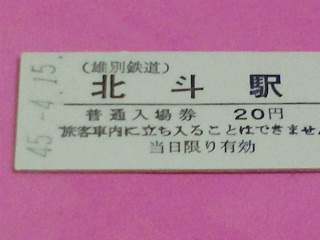 45.-4.15.
(雄別鉄道)
北斗駅
普通入場券 20円
旅客車内に立ち入ることはできませ
当日限り有効